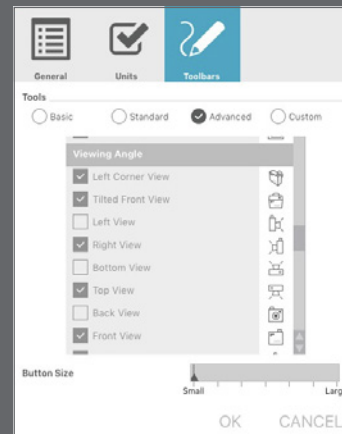 General Units Toolbars
Tools
Basic Standard Advanced Custom
Viewing Angle
Left Corner View
Tilted Front View
Left View
Right View
Bottom View
Top View
Back View
Front View
Button Size
Small Larg
OK CANCEL